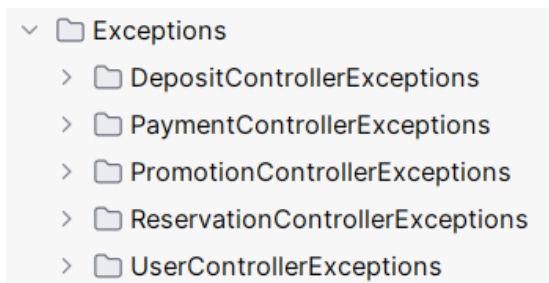 Exceptions
DepositControllerExceptions
PaymentControllerExceptions
PromotionControllerExceptions
ReservationControllerExceptions
UserControllerExceptions